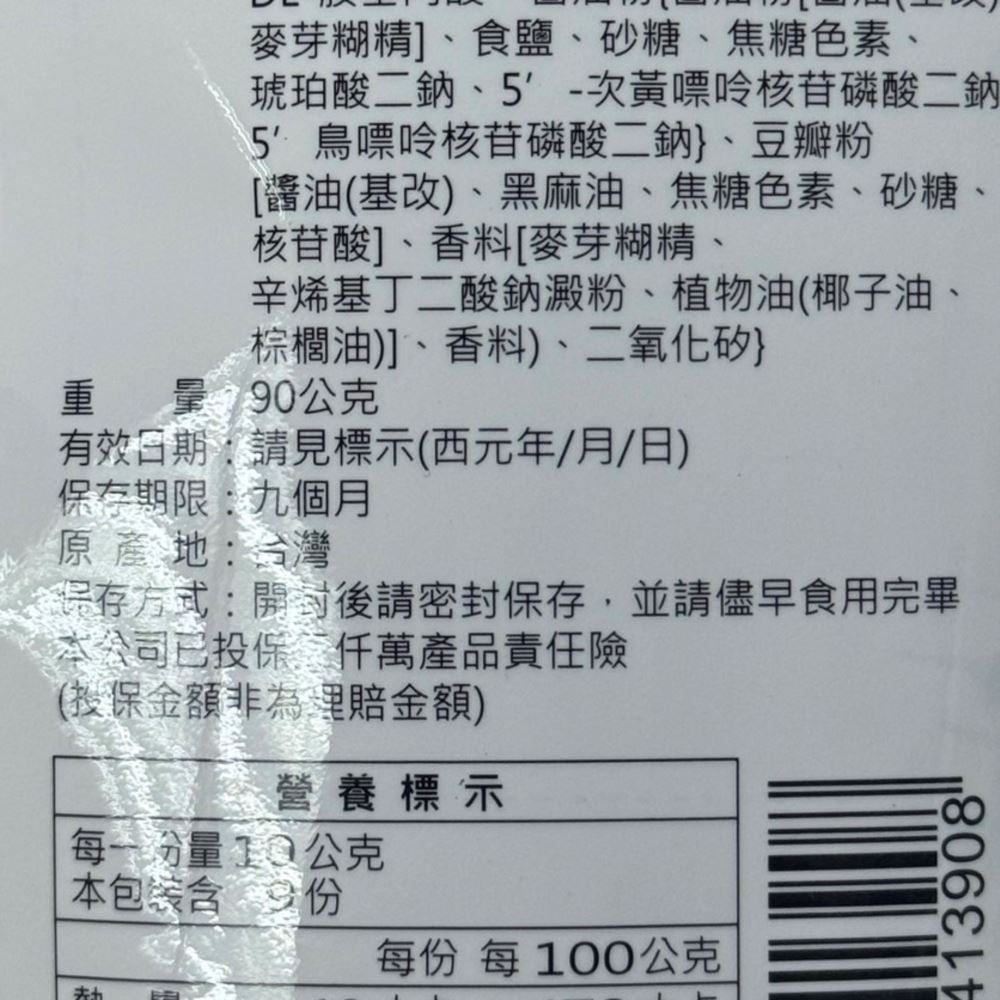 麥芽糊精]、食鹽、砂糖、焦糖色素、
琥珀酸二鈉、5′-次黃嘌呤核苷磷酸二鈉
5′鳥嘌呤核苷磷酸二鈉}、豆瓣粉
[醬油(基改)、黑麻油、焦糖色素、砂糖、
核苷酸]、香料[麥芽糊精、
辛烯基丁二酸鈉澱粉、植物油(椰子油、
棕櫚油)]、香料)、二氧化矽}
重量:90公克
有效日期:請見標示(西元年/月/日)
保存期限:九個月
原產地:台灣
保存方式:開封後請密封保存,並請儘早食用完畢
本公司已投保 仟萬產品責任險
(投保金額非為理賠金額)
營養標示
每一份量10公克
本包裝含 9份
每份 每100公克
熱量
413908